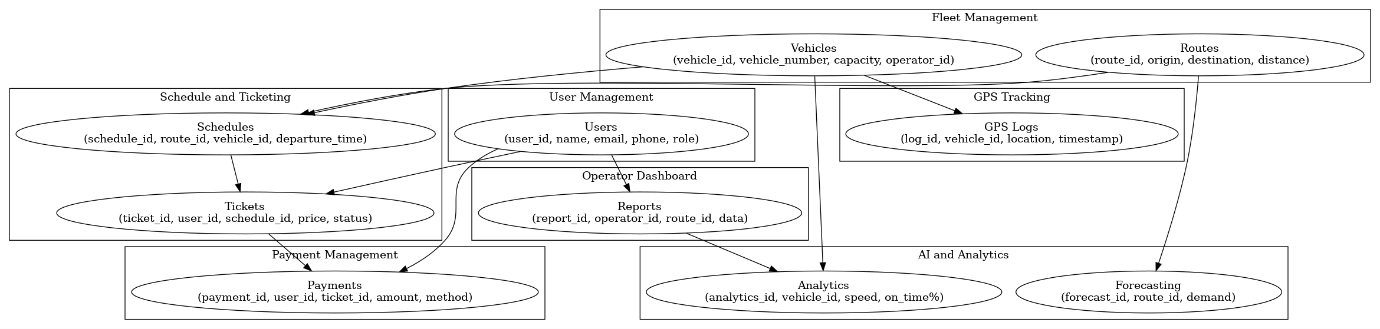 Fleet Management
Vehicles
(vehicle_id, vehicle_number, capacity, operator_id)
Routes
(route_id, origin, destination, distance)
Schedule and Ticketing
Schedules
(schedule_id, route_id, vehicle_id, departure_time)
User Management
Users
(user_id, name, email, phone, role)
GPS Tracking
GPS Logs
(log_id, vehicle_id, location, timestamp)
Tickets
(ticket_id, user_id, schedule_id, price, status)
Operator Dashboard
Reports
(report_id, operator_id, route_id, data)
Payment Management
Payments
(payment_id, user_id, ticket_id, amount, method)
AI and Analytics
Analytics
(analytics_id, vehicle_id, speed, on_time%)
Forecasting
(forecast_id, route_id, demand)